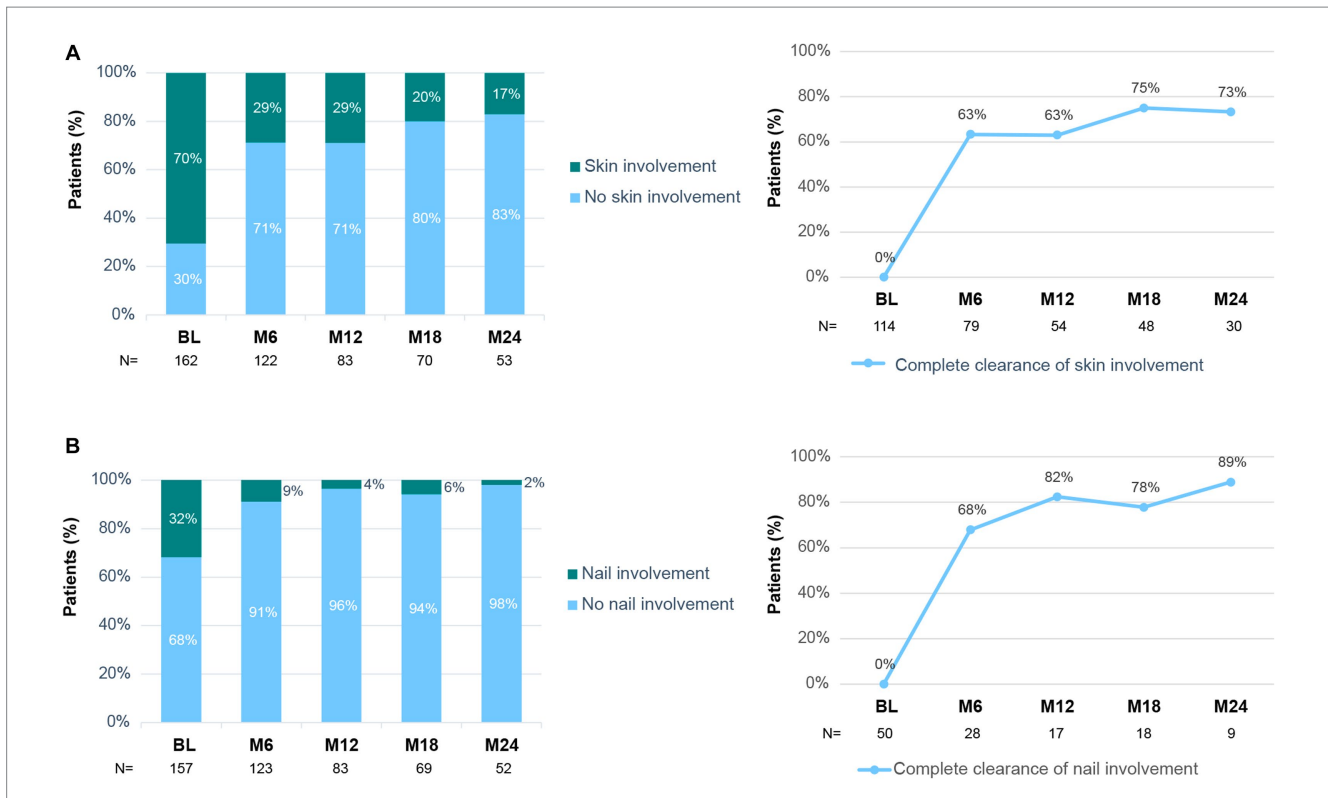 A
100%
80%
60%
40%
20%
0%
Patients (%)
70%
30%
29%
71%
29%
71%
20%
80%
17%
83%
BL M6 M12 M18 M24
N= 162 122 83 70 53
Skin involvement
No skin involvement
100%
80%
60%
40%
20%
0%
Patients (%)
0%
63%
63%
75%
73%
BL M6 M12 M18 M24
N= 114 79 54 48 30
Complete clearance of skin involvement
B
100%
80%
60%
40%
20%
0%
Patients (%)
32%
68%
9%
91%
4%
96%
6%
94%
2%
98%
BL M6 M12 M18 M24
N= 157 123 83 69 52
Nail involvement
No nail involvement
100%
80%
60%
40%
20%
0%
Patients (%)
0%
68%
82%
78%
89%
BL M6 M12 M18 M24
N= 50 28 17 18 9
Complete clearance of nail involvement